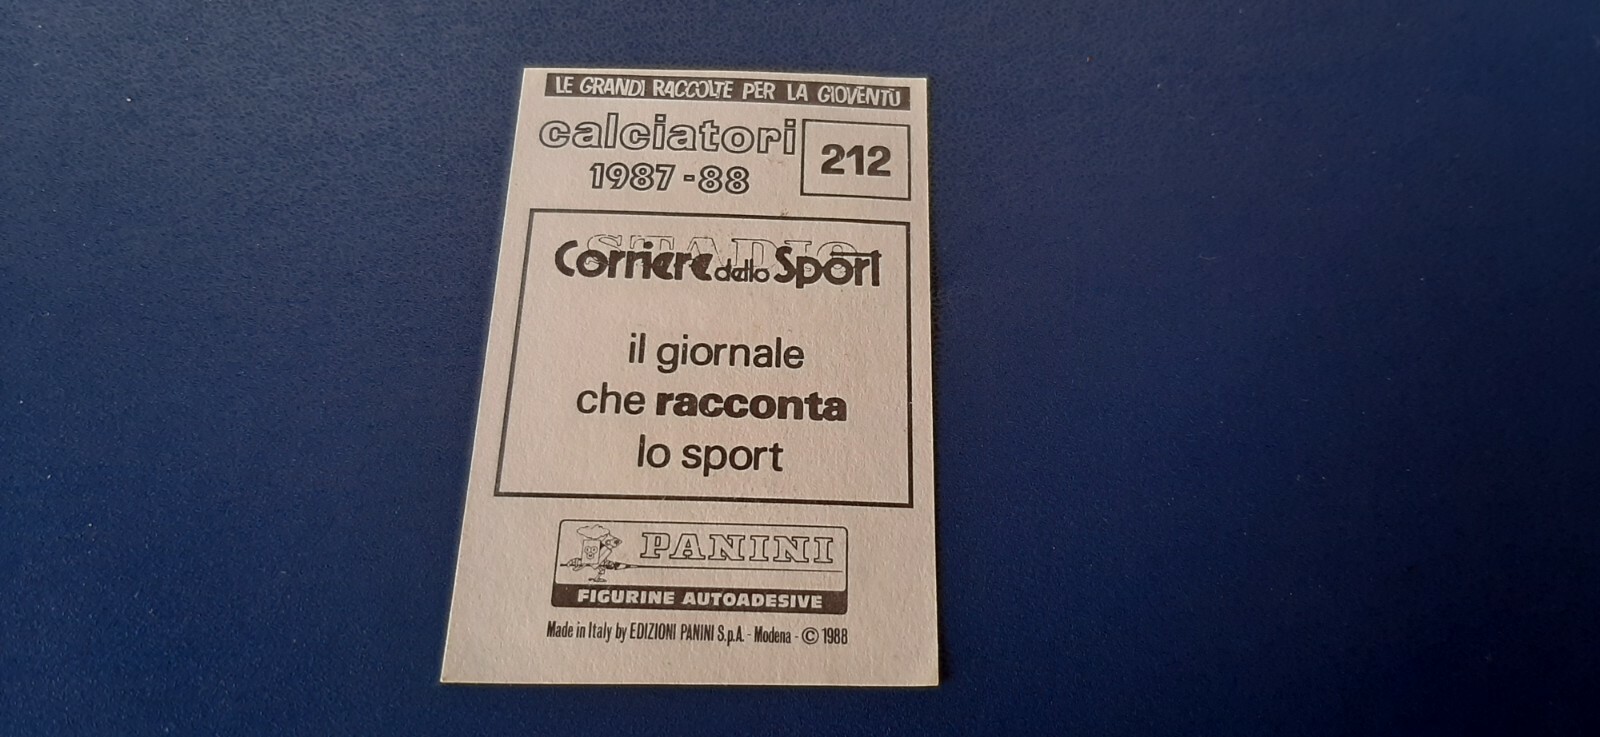 LE GRANDI RACCOLTE PER LA GIOVENTÙ
calciatori
1987-88
212
STADIO
Corriere dello Sport
il giornale
che racconta
lo sport
PANINI
FIGURINE AUTOADESIVE
Made in Italy by EDIZIONI PANINI S.p.A. - Modena - © 1988